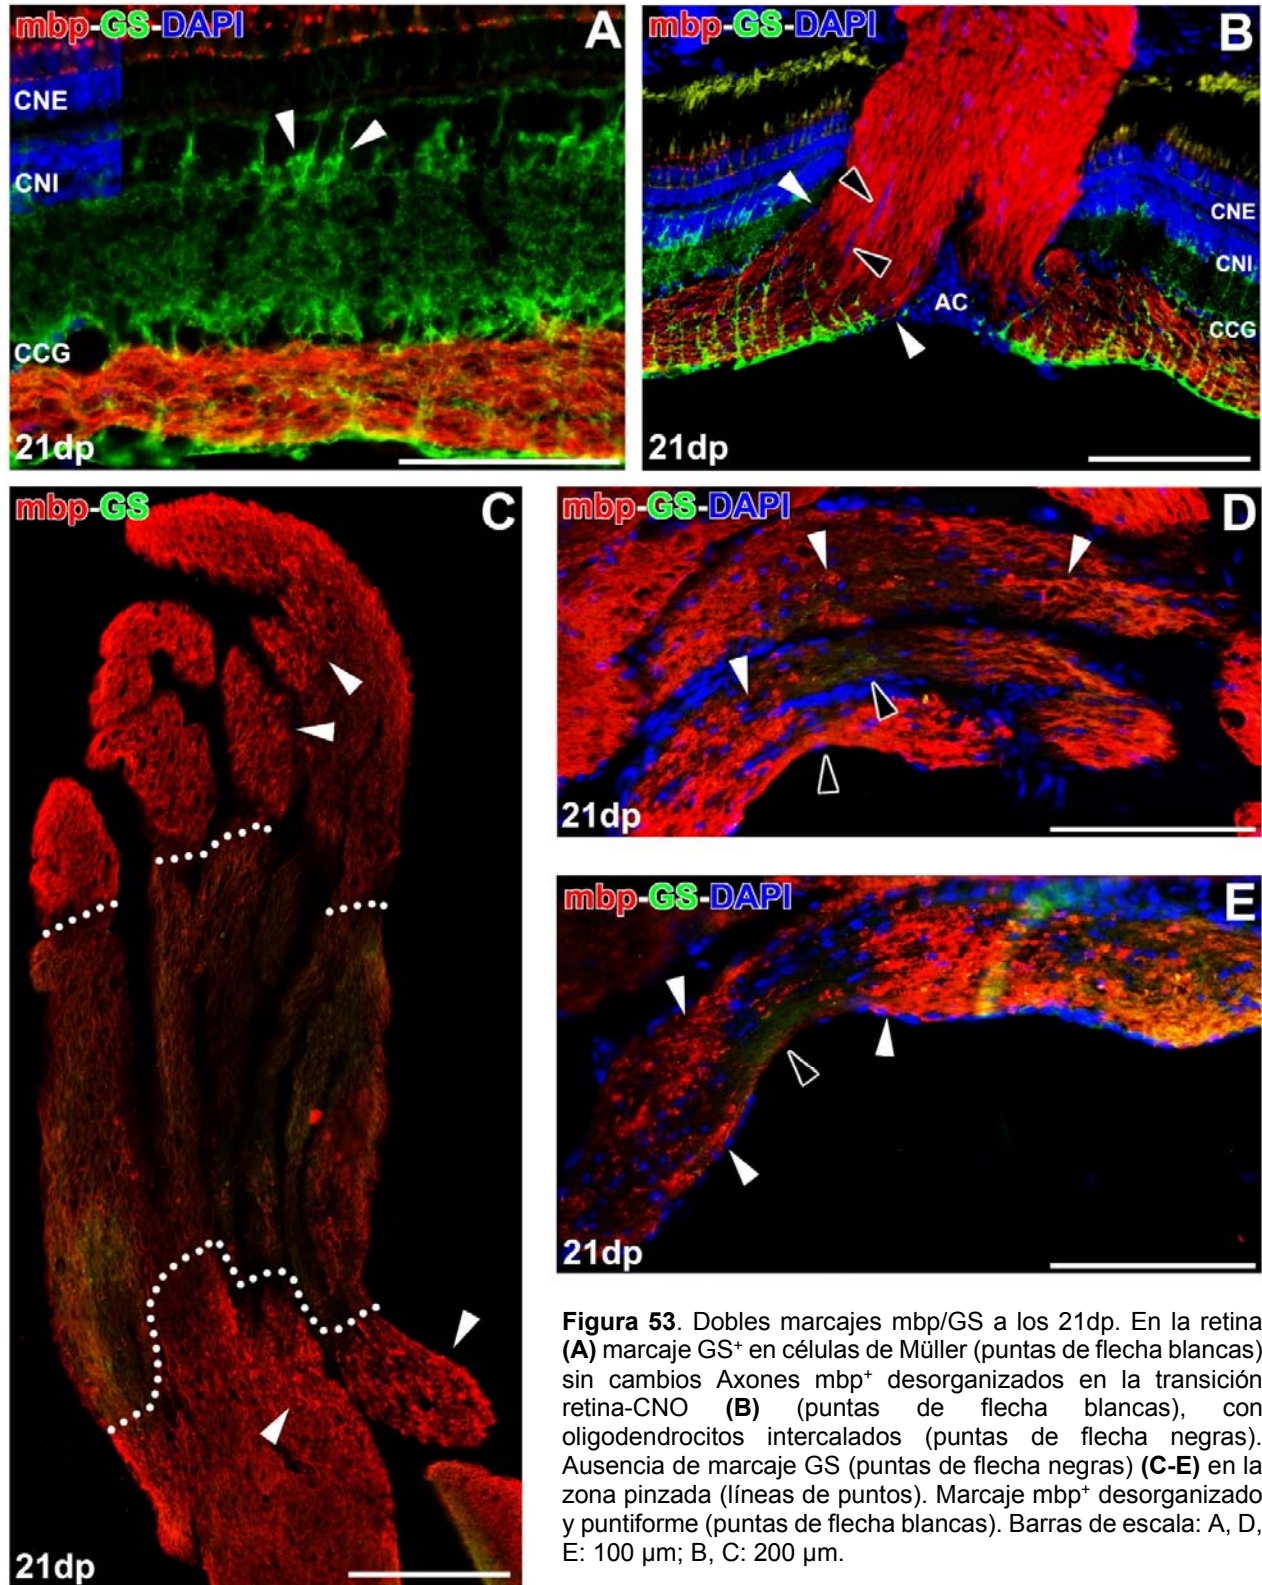 mbp-GS-DAPI
A
CNE
CNI
CCG
21dp
mbp-GS-DAPI
B
CNE
CNI
AC
CCG
21dp
mbp-GS
C
21dp
mbp-GS-DAPI
D
21dp
mbp-GS-DAPI
E
21dp
Figura 53. Dobles marcajes mbp/GS a los 21dp. En la retina
(A) marcaje GS⁺ en células de Müller (puntas de flecha blancas)
sin cambios Axones mbp⁺ desorganizados en la transición
retina-CNO (B) (puntas de flecha blancas), con
oligodendrocitos intercalados (puntas de flecha negras).
Ausencia de marcaje GS (puntas de flecha negras) (C-E) en la
zona pinzada (líneas de puntos). Marcaje mbp⁺ desorganizado
y puntiforme (puntas de flecha blancas). Barras de escala: A, D,
E: 100 µm; B, C: 200 µm.